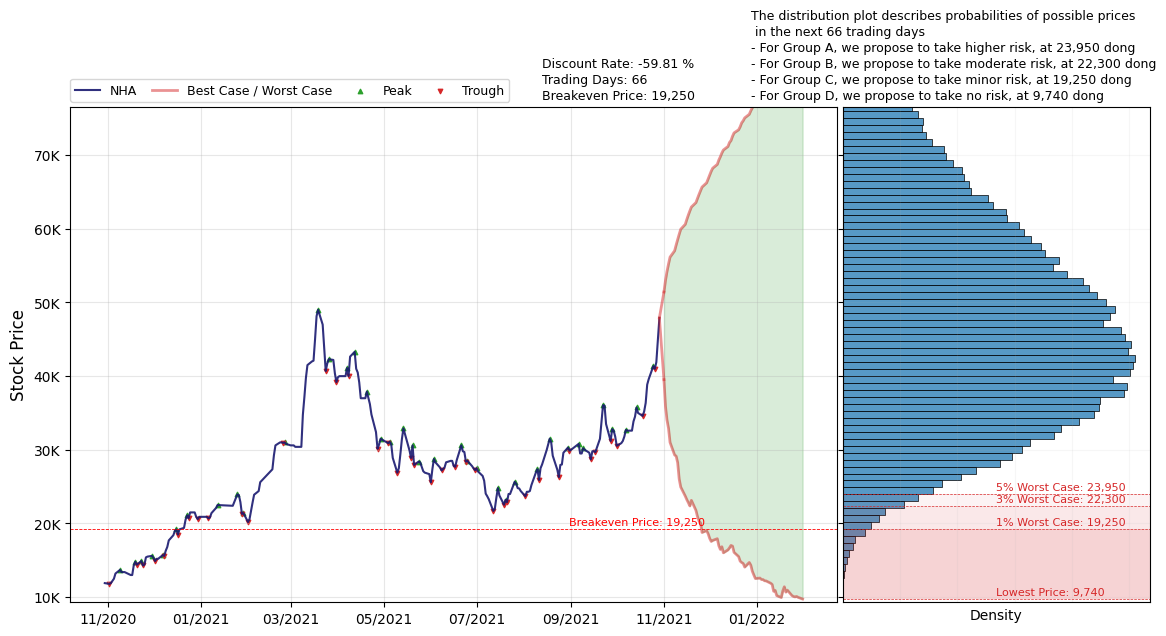 The distribution plot describes probabilities of possible prices
in the next 66 trading days
- For Group A, we propose to take higher risk, at 23,950 dong
- For Group B, we propose to take moderate risk, at 22,300 dong
- For Group C, we propose to take minor risk, at 19,250 dong
- For Group D, we propose to take no risk, at 9,740 dong
Discount Rate: -59.81 %
Trading Days: 66
Breakeven Price: 19,250
NHA
Best Case / Worst Case
Peak
Trough
Stock Price
70K
60K
50K
40K
30K
20K
10K
Breakeven Price: 19,250
11/2020
01/2021
03/2021
05/2021
07/2021
09/2021
11/2021
01/2022
5% Worst Case: 23,950
3% Worst Case: 22,300
1% Worst Case: 19,250
Lowest Price: 9,740
Density